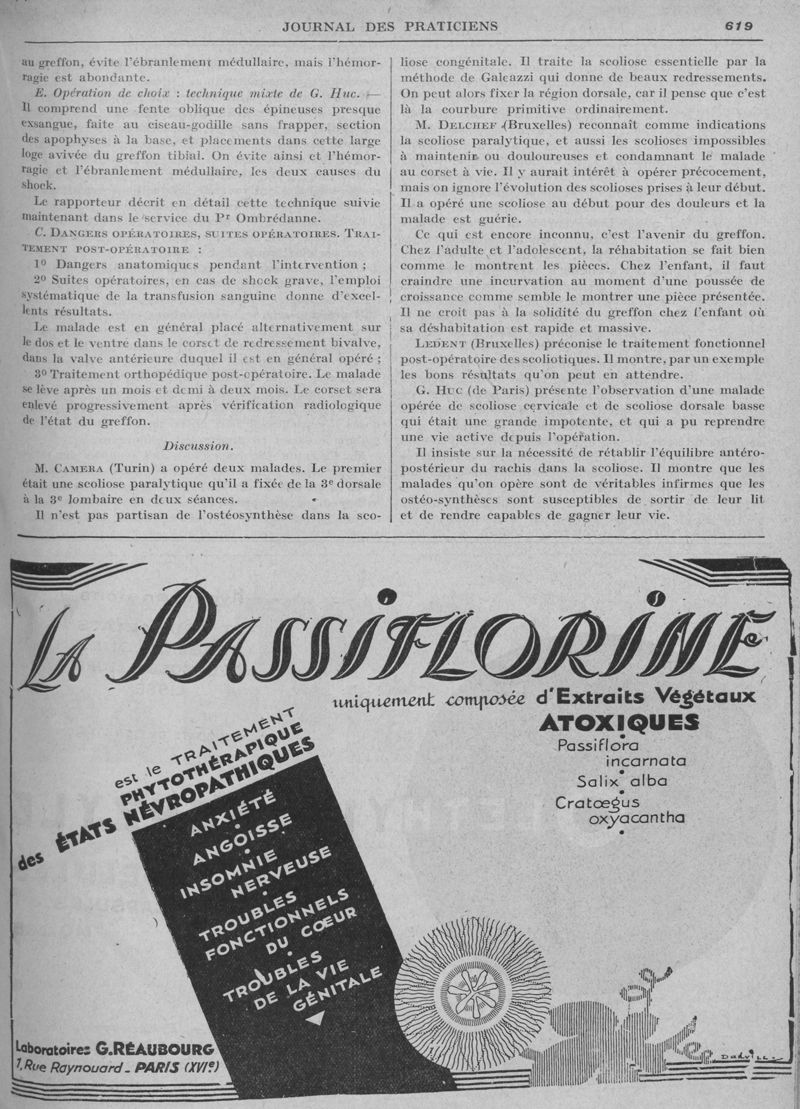 JOURNAL DES PRATICIENS 619
au greffon, évite l'ébranlement médullaire, mais l'hémor-
ragie est abondante.
E. Opération de choix : technique mixte de G. Huc. —
Il comprend une fente oblique des épineuses presque
exsangue, faite au ciseau-godille sans frapper, section
des apophyses à la base, et placements dans cette large
loge avivée du greffon tibial. On évite ainsi et l'hémor-
ragie et l'ébranlement médullaire, les deux causes du
shock.
Le rapporteur décrit en détail cette technique suivie
maintenant dans le service du Pr Ombrédanne.
C. DANGERS OPÉRATOIRES, SUITES OPÉRATOIRES. TRAI-
TEMENT POST-OPÉRATOIRE :
1º Dangers anatomiques pendant l'intervention ;
2º Suites opératoires, en cas de shock grave, l'emploi
systématique de la transfusion sanguine donne d'excel-
lents résultats.
Le malade est en général placé alternativement sur
le dos et le ventre dans le corset de redressement bivalve,
dans la valve antérieure duquel il est en général opéré ;
3º Traitement orthopédique post-opératoire. Le malade
se lève après un mois et demi à deux mois. Le corset sera
enlevé progressivement après vérification radiologique
de l'état du greffon.
Discussion.
M. CAMERA (Turin) a opéré deux malades. Le premier
était une scoliose paralytique qu'il a fixée de la 3e dorsale
à la 3e lombaire en deux séances.
Il n'est pas partisan de l'ostéosynthèse dans la sco-
liose congénitale. Il traite la scoliose essentielle par la
méthode de Galeazzi qui donne de beaux redressements.
On peut alors fixer la région dorsale, car il pense que c'est
là la courbure primitive ordinairement.
M. DELCHEF (Bruxelles) reconnaît comme indications
la scoliose paralytique, et aussi les scolioses impossibles
à maintenir ou douloureuses et condamnant le malade
au corset à vie. Il y aurait intérêt à opérer précocement,
mais on ignore l'évolution des scolioses prises à leur début.
Il a opéré une scoliose au début pour des douleurs et la
malade est guérie.
Ce qui est encore inconnu, c'est l'avenir du greffon.
Chez l'adulte et l'adolescent, la réhabitation se fait bien
comme le montrent les pièces. Chez l'enfant, il faut
craindre une incurvation au moment d'une poussée de
croissance comme semble le montrer une pièce présentée.
Il ne croit pas à la solidité du greffon chez l'enfant où
sa déshabitation est rapide et massive.
LEDENT (Bruxelles) préconise le traitement fonctionnel
post-opératoire des scoliotiques. Il montre, par un exemple
les bons résultats qu'on peut en attendre.
G. HUC (de Paris) présente l'observation d'une malade
opérée de scoliose cervicale et de scoliose dorsale basse
qui était une grande impotente, et qui a pu reprendre
une vie active depuis l'opération.
Il insiste sur la nécessité de rétablir l'équilibre antéro-
postérieur du rachis dans la scoliose. Il montre que les
malades qu'on opère sont de véritables infirmes que les
ostéo-synthèses sont susceptibles de sortir de leur lit
et de rendre capables de gagner leur vie.
LA PASSIFLORINE
uniquement composée d'Extraits Végétaux
ATOXIQUES
Passiflora
incarnata
Salix alba
Cratœgus
oxyacantha
est le TRAITEMENT
PHYTOTHÉRAPIQUE
des ÉTATS NÉVROPATHIQUES
ANXIÉTÉ
ANGOISSE
INSOMNIE
NERVEUSE
TROUBLES
FONCTIONNELS
DU CŒUR
TROUBLES
DE LA VIE
GÉNITALE
Laboratoires G. RÉAUBOURG
1, Rue Raynouard _ PARIS (XVIe)